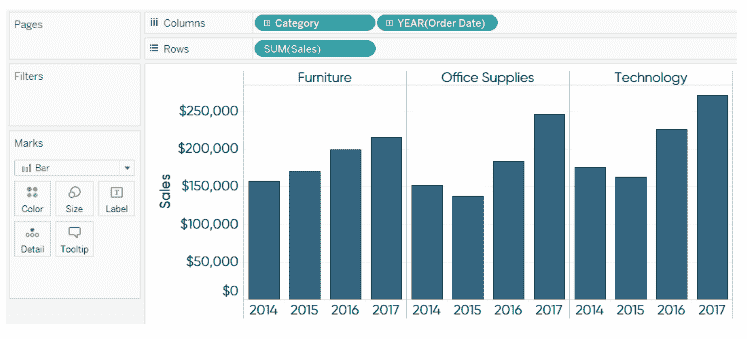 Pages
Columns
Category
YEAR(Order Date)
Rows
SUM(Sales)
Filters
Marks
Bar
Color
Size
Label
Detail
Tooltip
Furniture
Office Supplies
Technology
Sales
$250,000
$200,000
$150,000
$100,000
$50,000
$0
2014 2015 2016 2017 2014 2015 2016 2017 2014 2015 2016 2017